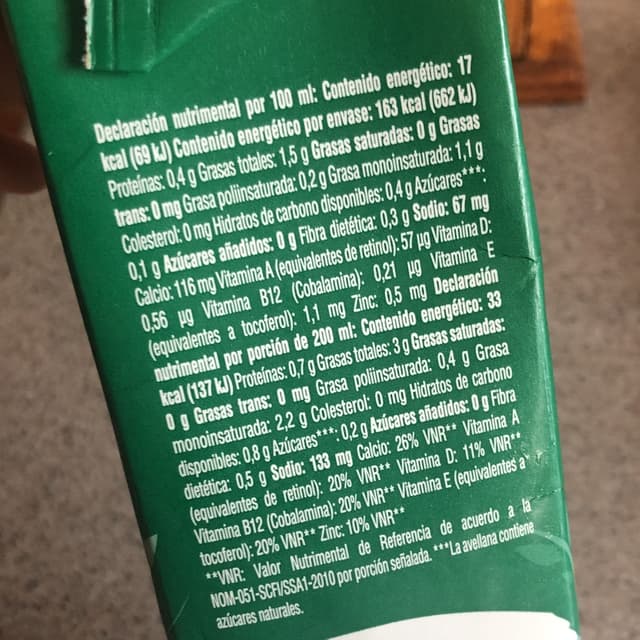 Declaración nutrimental por 100 ml: Contenido energético: 17
kcal (69 kJ) Contenido energético por envase: 163 kcal (662 kJ)
Proteínas: 0,4 g Grasas totales: 1,5 g Grasas saturadas: 0 g Grasas
trans: 0 mg Grasa poliinsaturada: 0,2 g Grasa monoinsaturada: 1,1 g
Colesterol: 0 mg Hidratos de carbono disponibles: 0,4 g Azúcares***:
0,1 g Azúcares añadidos: 0 g Fibra dietética: 0,3 g Sodio: 67 mg
Calcio: 116 mg Vitamina A (equivalentes de retinol): 57 µg Vitamina D:
0,56 µg Vitamina B12 (Cobalamina): 0,21 µg Vitamina E
(equivalentes a tocoferol): 1,1 mg Zinc: 0,5 mg Declaración
nutrimental por porción de 200 ml: Contenido energético: 33
kcal (137 kJ) Proteínas: 0,7 g Grasas totales: 3 g Grasas saturadas:
0 g Grasas trans: 0 mg Grasa poliinsaturada: 0,4 g Grasa
monoinsaturada: 2,2 g Colesterol: 0 mg Hidratos de carbono
disponibles: 0,8 g Azúcares***: 0,2 g Azúcares añadidos: 0 g Fibra
dietética: 0,5 g Sodio: 133 mg Calcio: 26% VNR** Vitamina A
(equivalentes de retinol): 20% VNR** Vitamina D: 11% VNR**
Vitamina B12 (Cobalamina): 20% VNR** Vitamina E (equivalentes a
tocoferol): 20% VNR** Zinc: 10% VNR**
**VNR: Valor Nutrimental de Referencia de acuerdo a la
NOM-051-SCFI/SSA1-2010 por porción señalada. ***La avellana contiene
azúcares naturales.